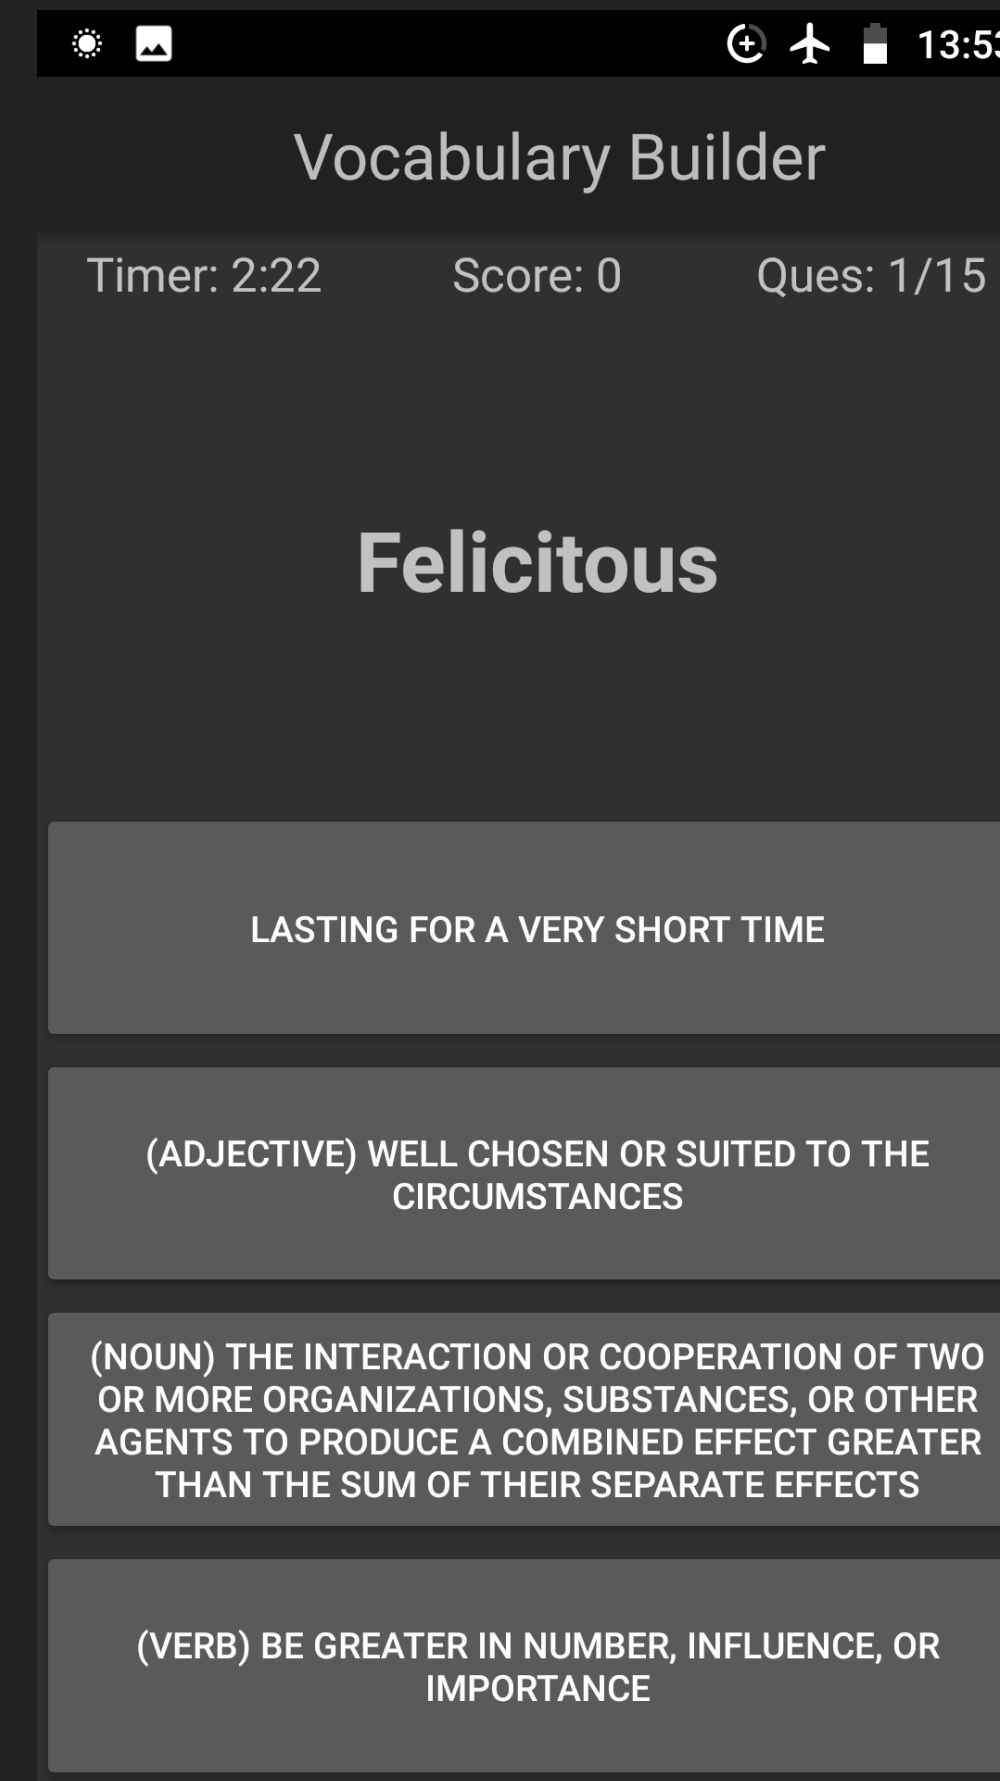 13:53
Vocabulary Builder
Timer: 2:22 Score: 0 Ques: 1/15
Felicitous
LASTING FOR A VERY SHORT TIME
(ADJECTIVE) WELL CHOSEN OR SUITED TO THE
CIRCUMSTANCES
(NOUN) THE INTERACTION OR COOPERATION OF TWO
OR MORE ORGANIZATIONS, SUBSTANCES, OR OTHER
AGENTS TO PRODUCE A COMBINED EFFECT GREATER
THAN THE SUM OF THEIR SEPARATE EFFECTS
(VERB) BE GREATER IN NUMBER, INFLUENCE, OR
IMPORTANCE